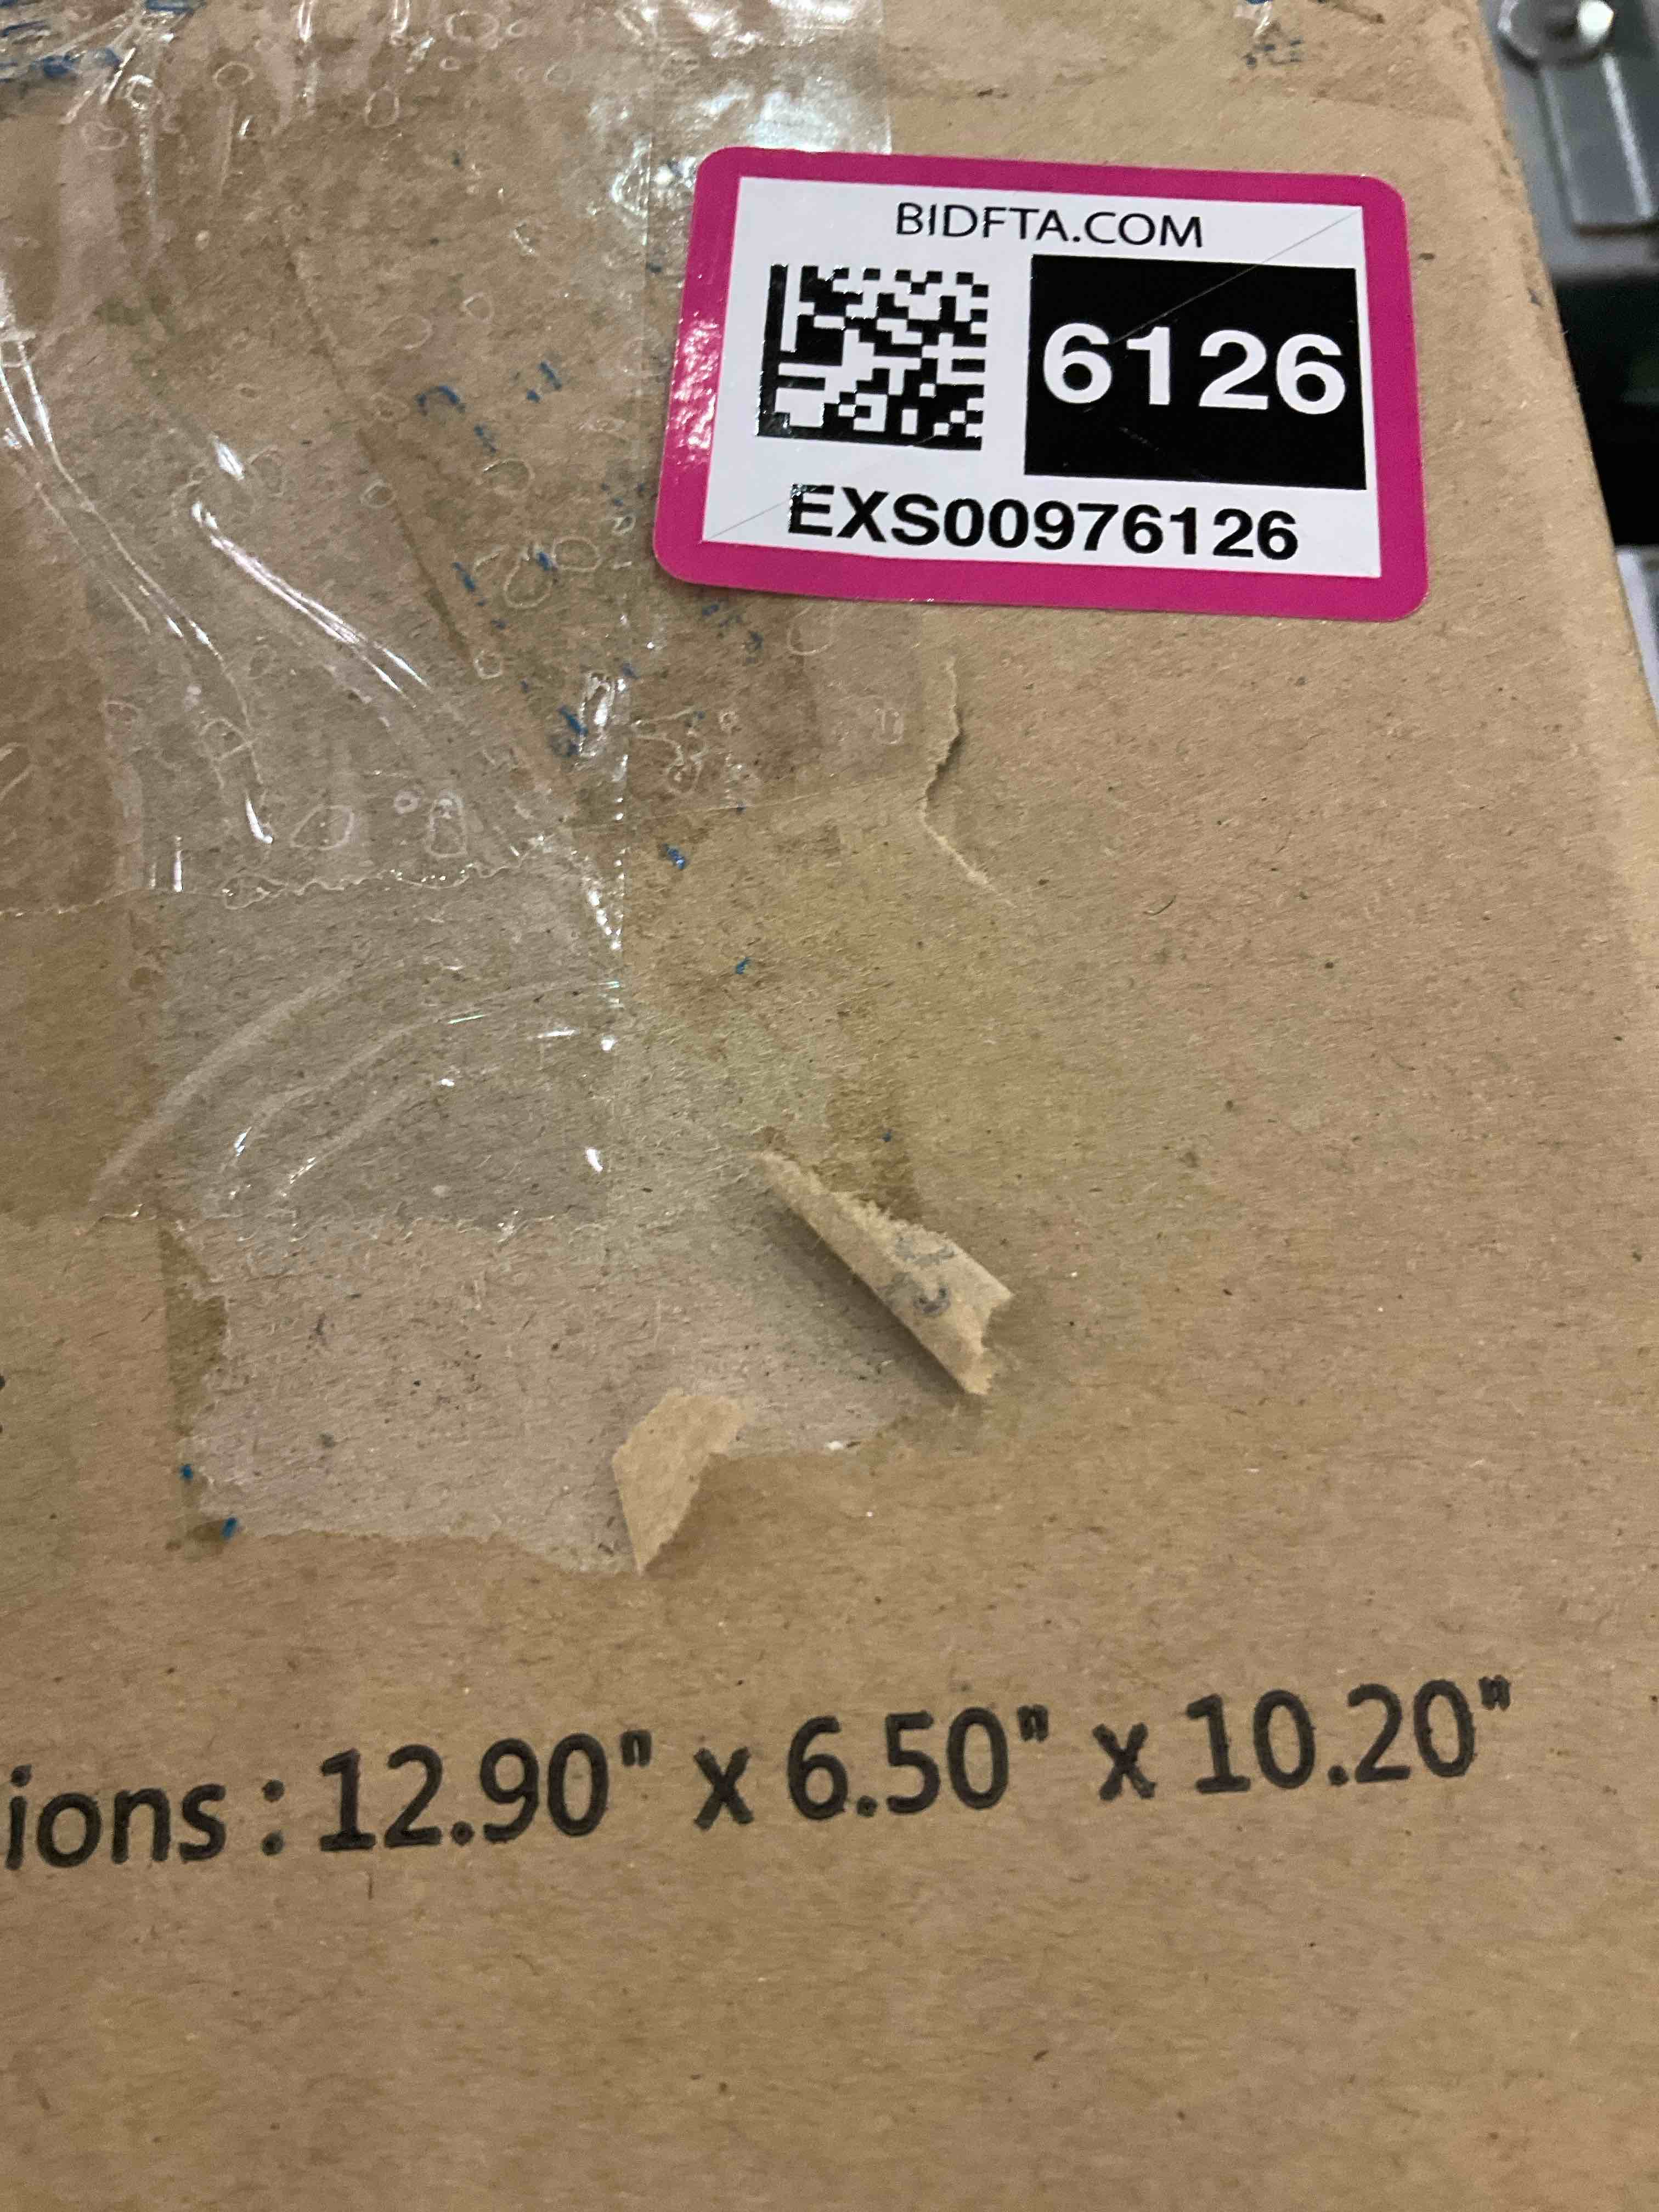 BIDFTA.COM
6126
EXS00976126
ions : 12.90" x 6.50" x 10.20"